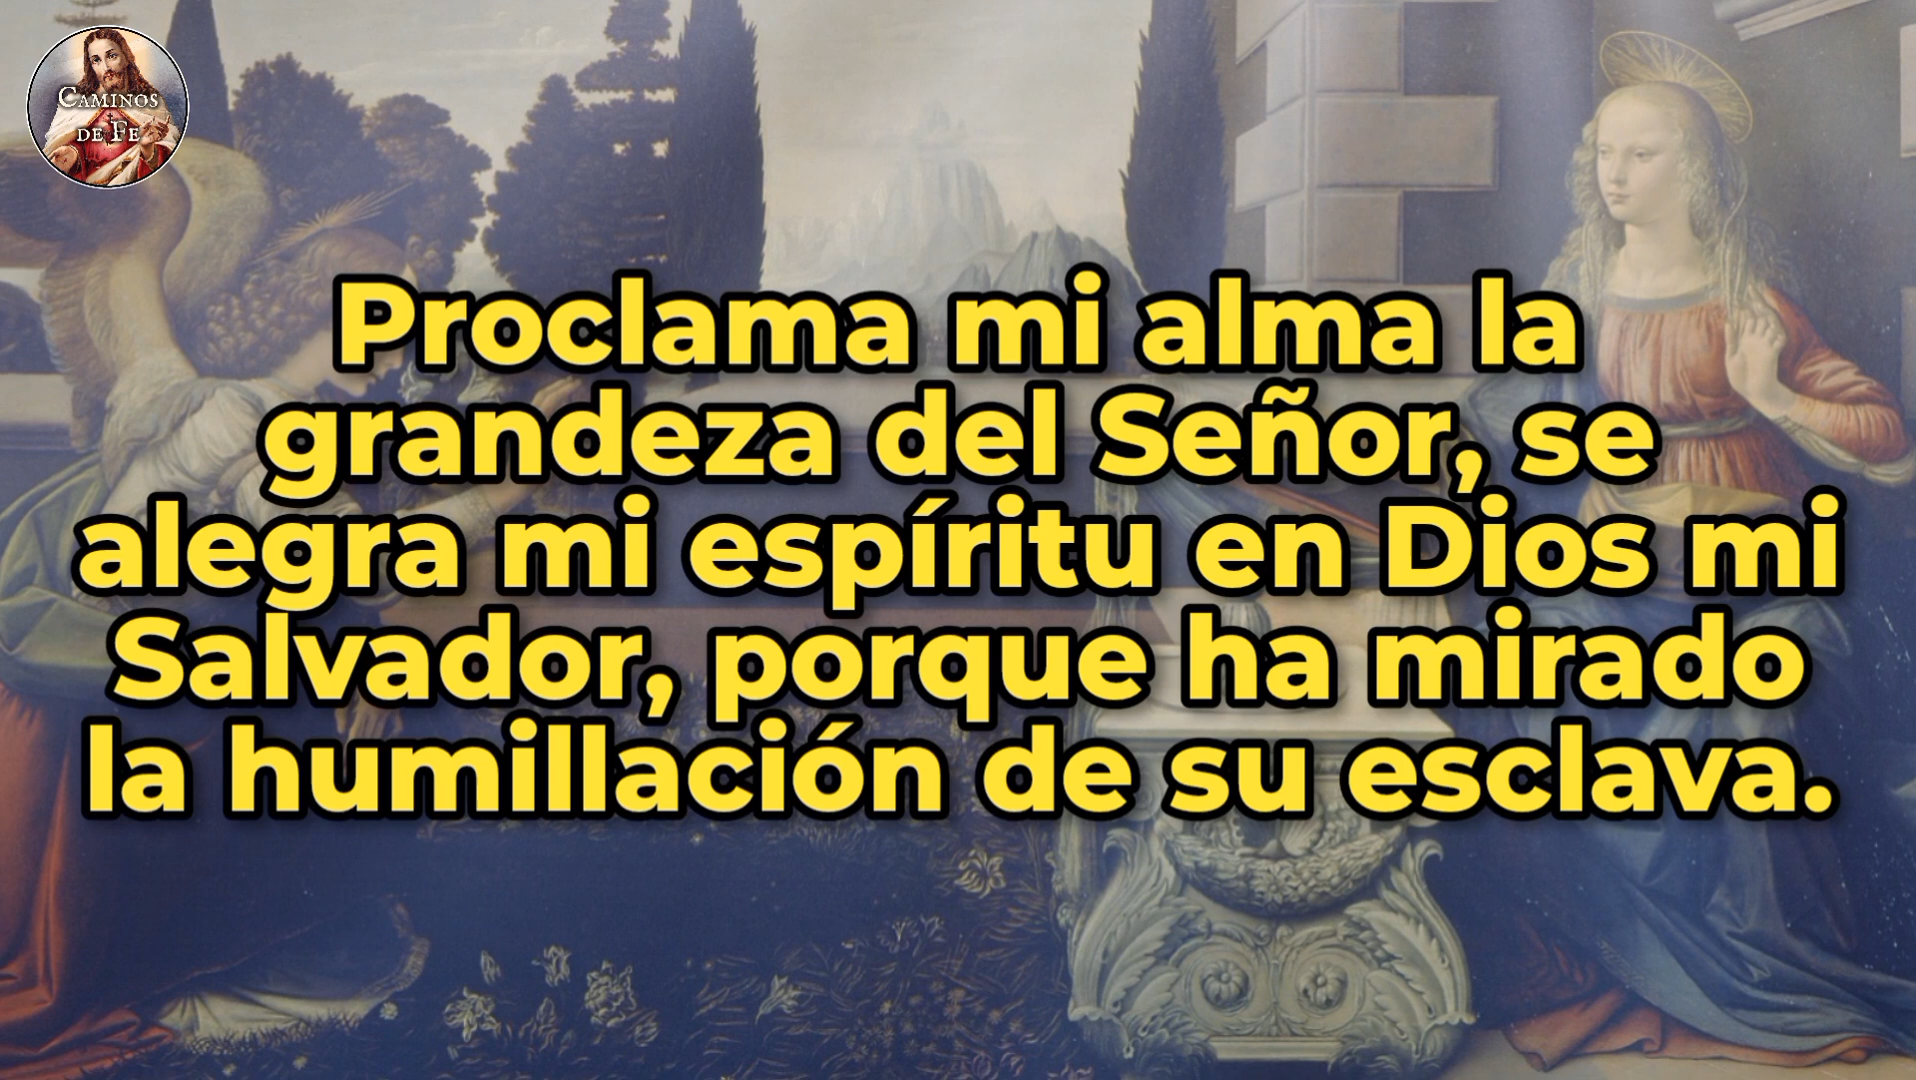 CAMINOS
DE FE
Proclama mi alma la
grandeza del Señor, se
alegra mi espíritu en Dios mi
Salvador, porque ha mirado
la humillación de su esclava.